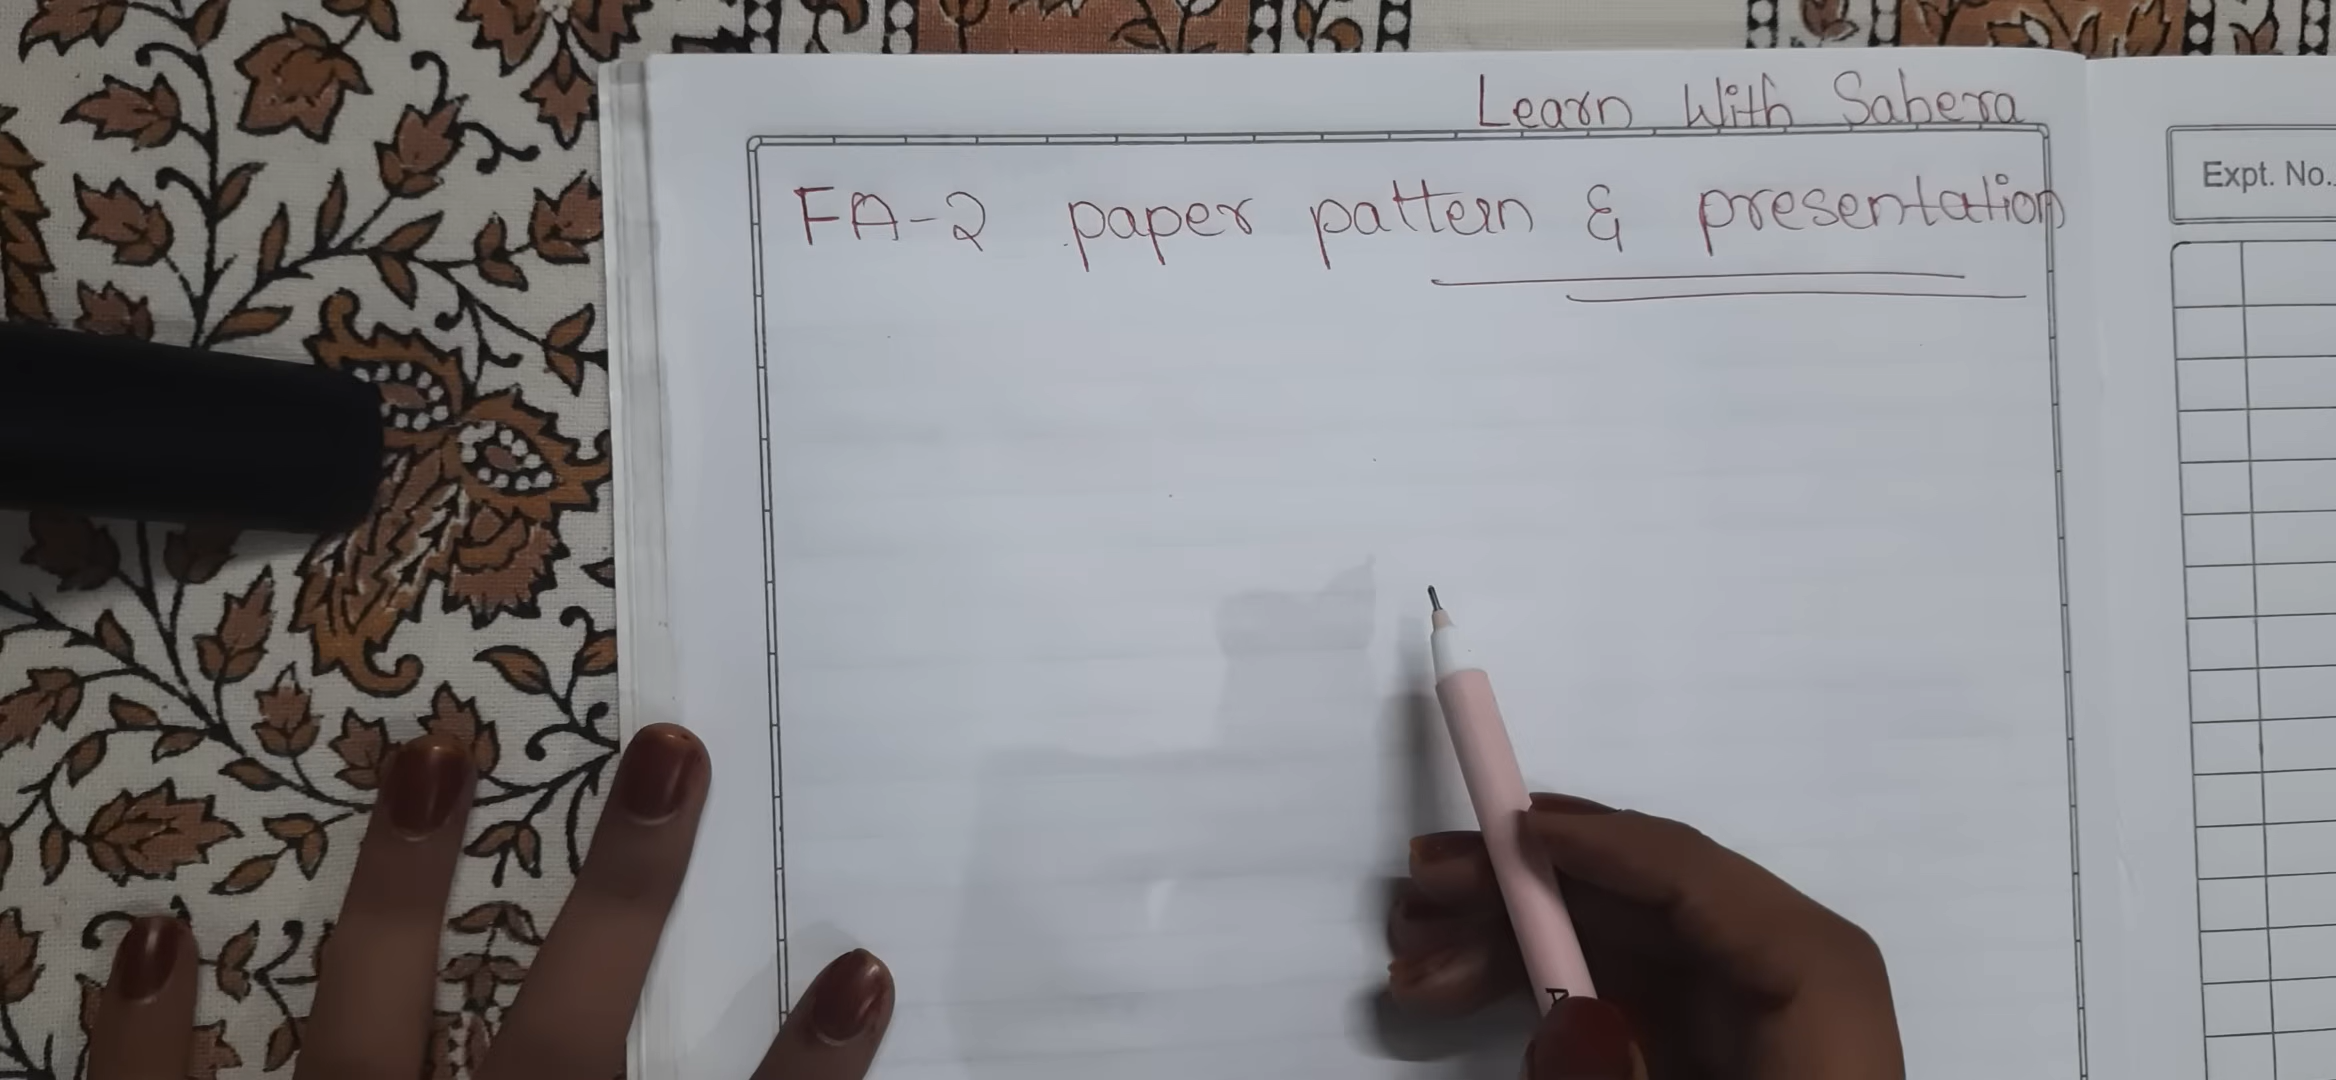 Learn With Sabera
FA-2 paper pattern & presentation
Expt. No.
A